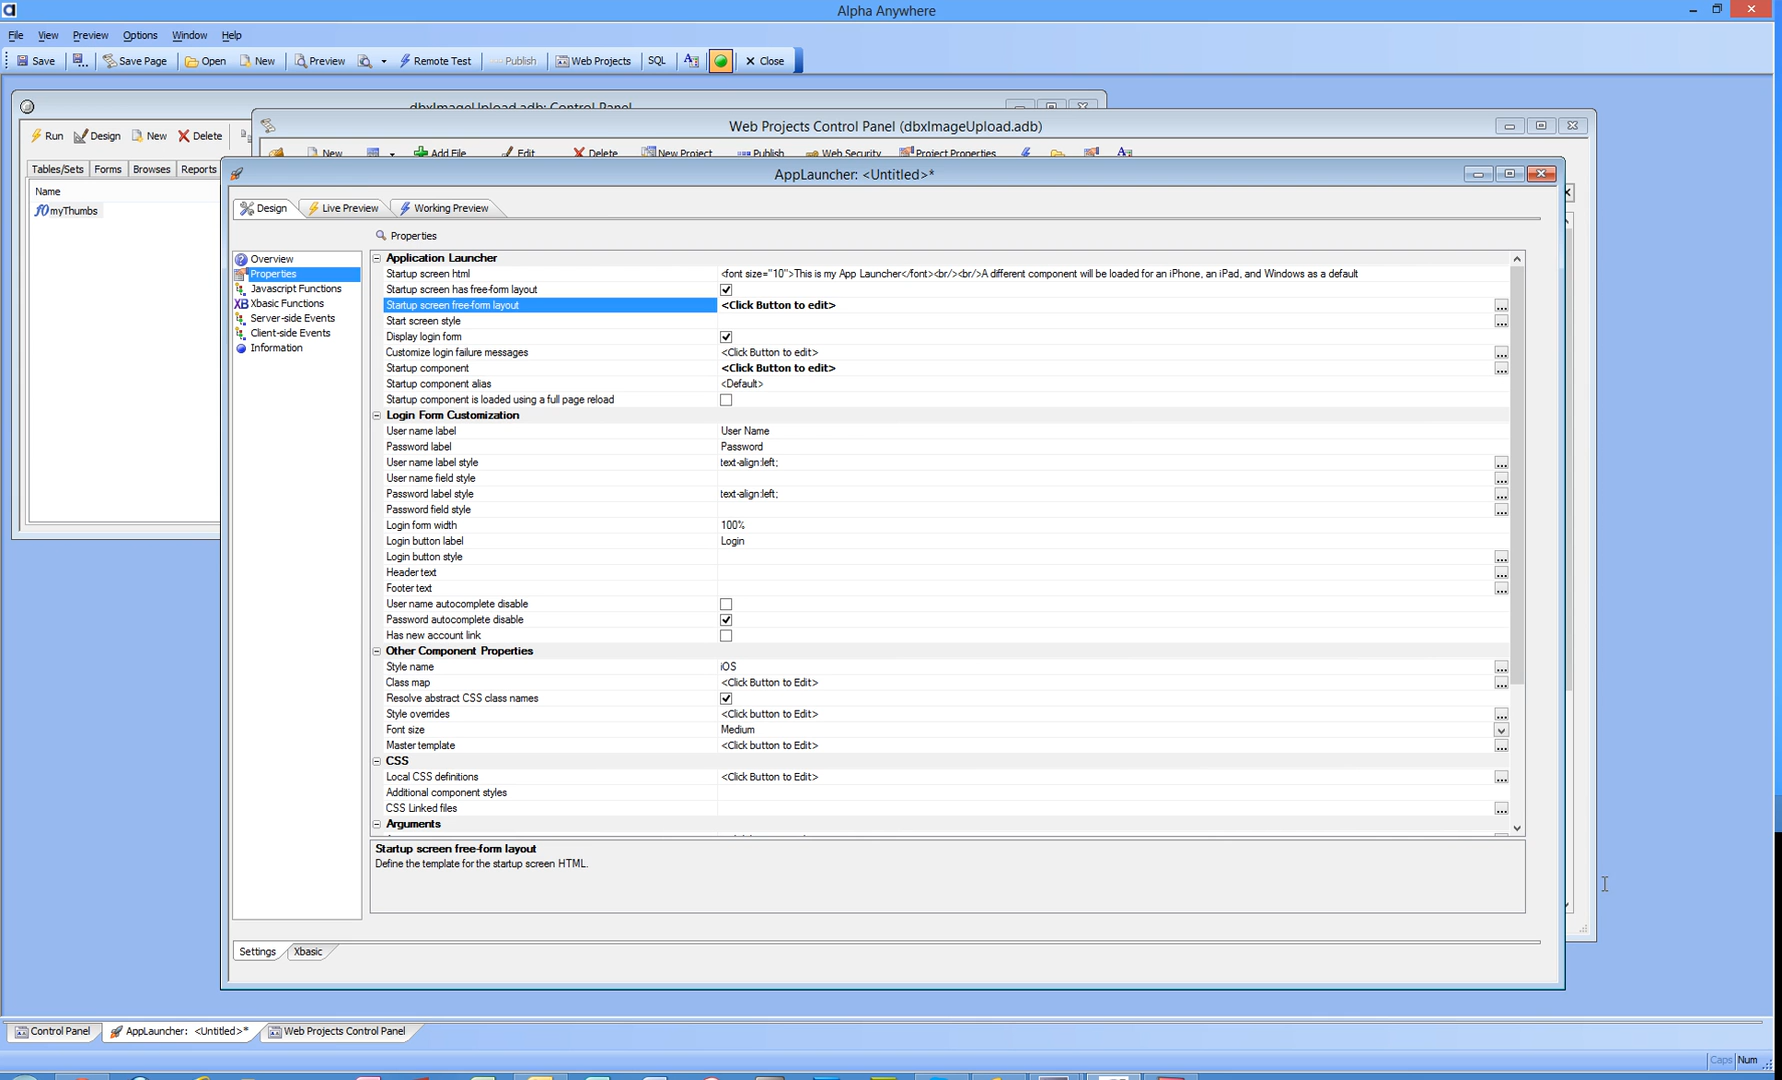 Alpha Anywhere
File View Preview Options Window Help
Save Save Page Open New Preview Remote Test Publish Web Projects SQL Close
dbxImageUpload.adb: Control Panel
Run Design New Delete
Tables/Sets Forms Browses Reports
Name
myThumbs
Web Projects Control Panel (dbxImageUpload.adb)
New Add File Edit Delete New Project Publish Web Security Project Properties
AppLauncher: <Untitled>*
Design Live Preview Working Preview
Overview
Properties
Javascript Functions
XB Xbasic Functions
Server-side Events
Client-side Events
Information
Properties
Application Launcher
Startup screen html <font size="10">This is my App Launcher</font><br/><br/>A different component will be loaded for an iPhone, an iPad, and Windows as a default
Startup screen has free-form layout
Startup screen free-form layout <Click Button to edit> ...
Start screen style ...
Display login form
Customize login failure messages <Click Button to edit> ...
Startup component <Click Button to edit> ...
Startup component alias <Default>
Startup component is loaded using a full page reload
Login Form Customization
User name label User Name
Password label Password
User name label style text-align:left; ...
User name field style ...
Password label style text-align:left; ...
Password field style ...
Login form width 100%
Login button label Login
Login button style ...
Header text ...
Footer text ...
User name autocomplete disable
Password autocomplete disable
Has new account link
Other Component Properties
Style name iOS ...
Class map <Click Button to Edit> ...
Resolve abstract CSS class names
Style overrides <Click button to Edit> ...
Font size Medium
Master template <Click button to Edit> ...
CSS
Local CSS definitions <Click Button to Edit> ...
Additional component styles
CSS Linked files ...
Arguments
Startup screen free-form layout
Define the template for the startup screen HTML.
Settings Xbasic
Control Panel AppLauncher: <Untitled>* Web Projects Control Panel
Caps Num